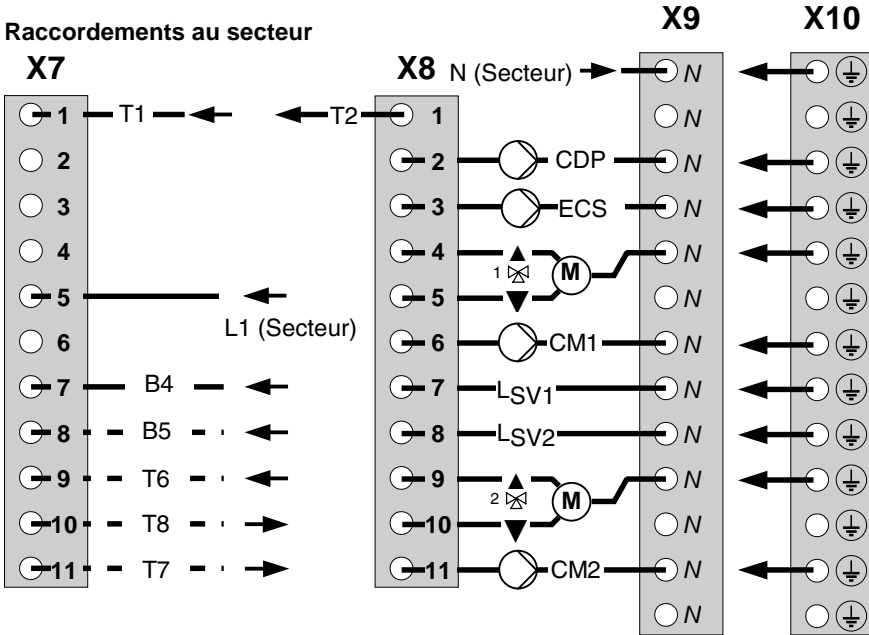 X9 X10
Raccordements au secteur
X7 X8 N (Secteur) N
1 T1 T2 1 N
2 2 CDP N
3 3 ECS N
4 4 1 M N
5 5 N
L1 (Secteur)
6 6 CM1 N
7 B4 7 LSV1 N
8 B5 8 LSV2 N
9 T6 9 2 M N
10 T8 10 N
11 T7 11 CM2 N
N